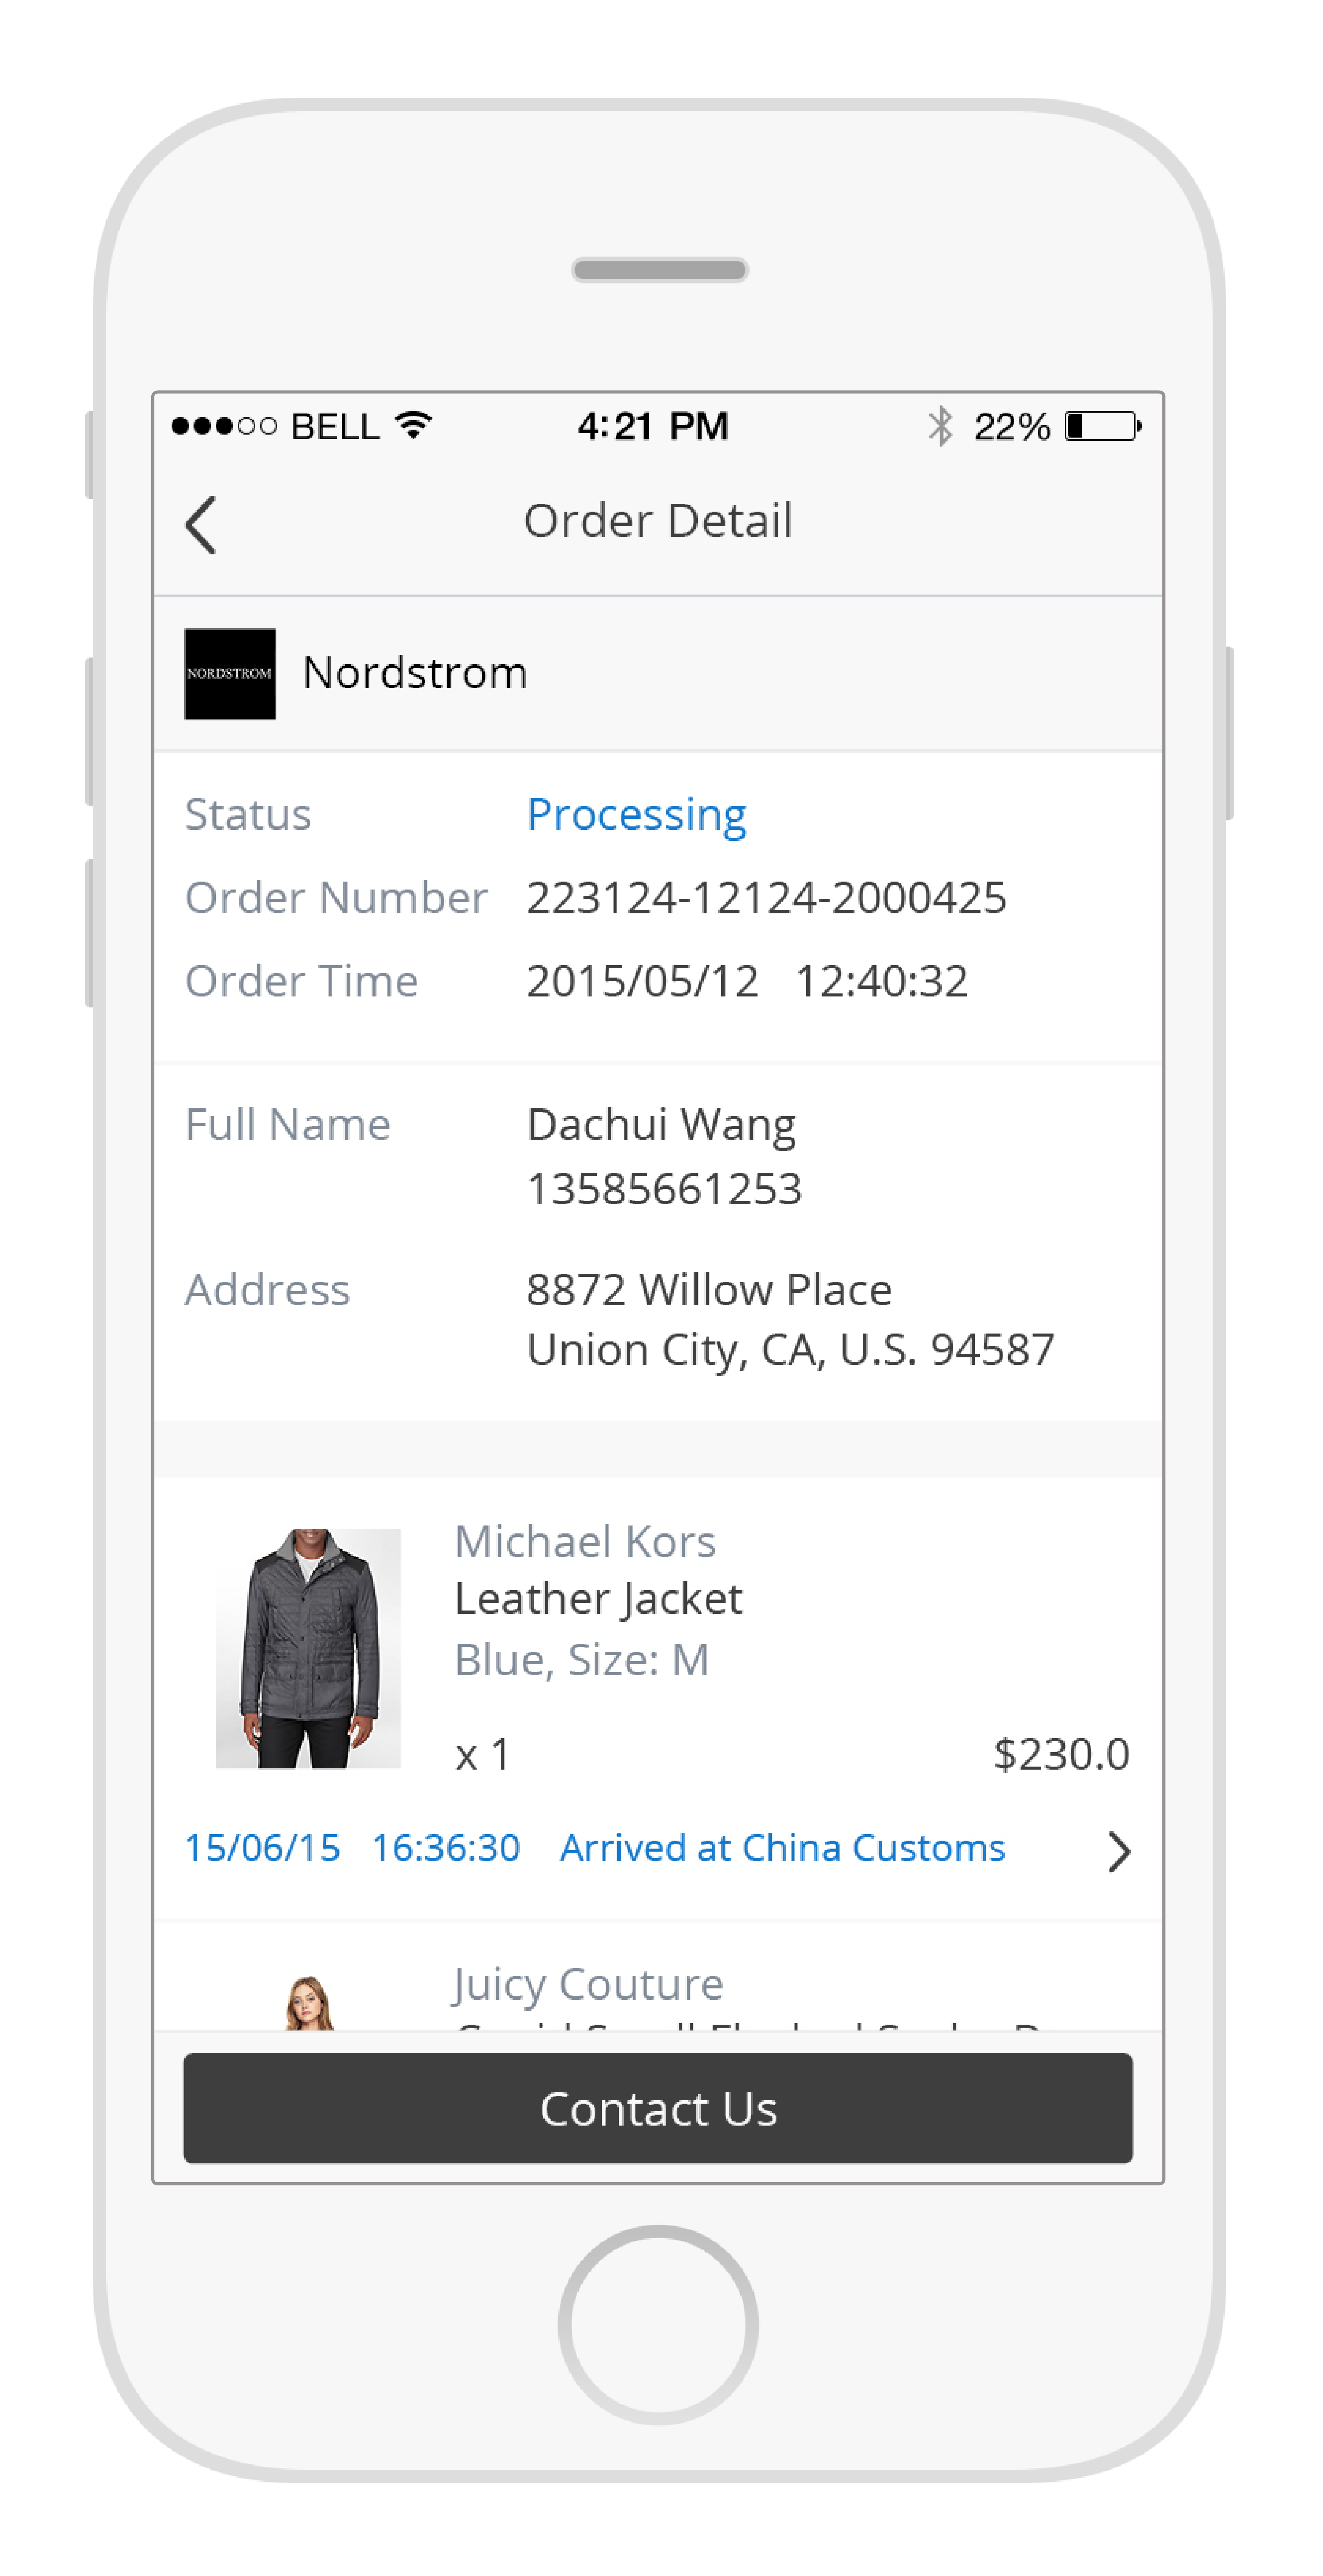 BELL 4:21 PM 22%
Order Detail
NORDSTROM Nordstrom
Status Processing
Order Number 223124-12124-2000425
Order Time 2015/05/12 12:40:32
Full Name Dachui Wang
13585661253
Address 8872 Willow Place
Union City, CA, U.S. 94587
Michael Kors
Leather Jacket
Blue, Size: M
x 1 $230.0
15/06/15 16:36:30 Arrived at China Customs
Juicy Couture
Contact Us